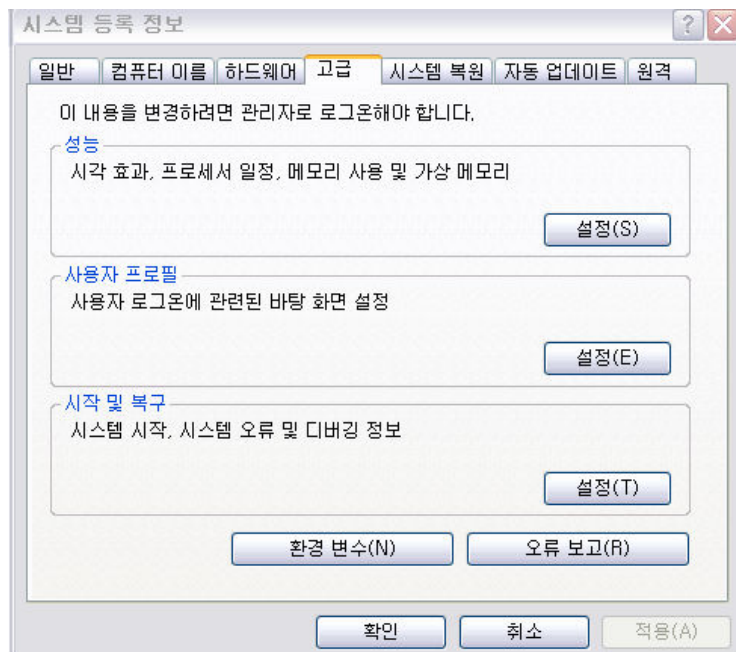 시스템 등록 정보
일반 컴퓨터 이름 하드웨어 고급 시스템 복원 자동 업데이트 원격
이 내용을 변경하려면 관리자로 로그온해야 합니다.
성능
시각 효과, 프로세서 일정, 메모리 사용 및 가상 메모리
설정(S)
사용자 프로필
사용자 로그온에 관련된 바탕 화면 설정
설정(E)
시작 및 복구
시스템 시작, 시스템 오류 및 디버깅 정보
설정(T)
환경 변수(N) 오류 보고(R)
확인 취소 적용(A)